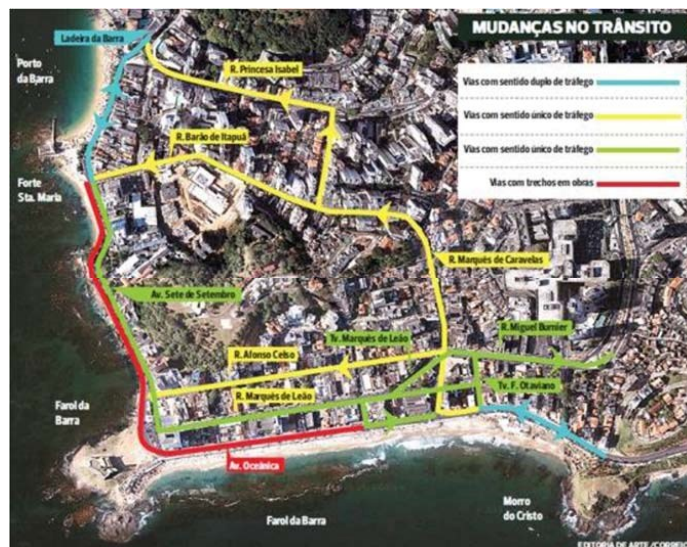 MUDANÇAS NO TRÂNSITO
Vias com sentido duplo de tráfego
Vias com sentido único de tráfego
Vias com sentido único de tráfego
Vias com trechos em obras
Ladeira da Barra
Porto
da Barra
R. Princesa Isabel
R. Barão de Itapuã
Forte
Sta. Maria
R. Marquês de Caravelas
Av. Sete de Setembro
Tv. Marquês de Leão
R. Miguel Burnier
R. Afonso Celso
R. Marquês de Leão
Tv. F. Otaviano
Farol da
Barra
Av. Oceânica
Farol da Barra
Morro
do Cristo
EDITORIA DE ARTE/CORREIO